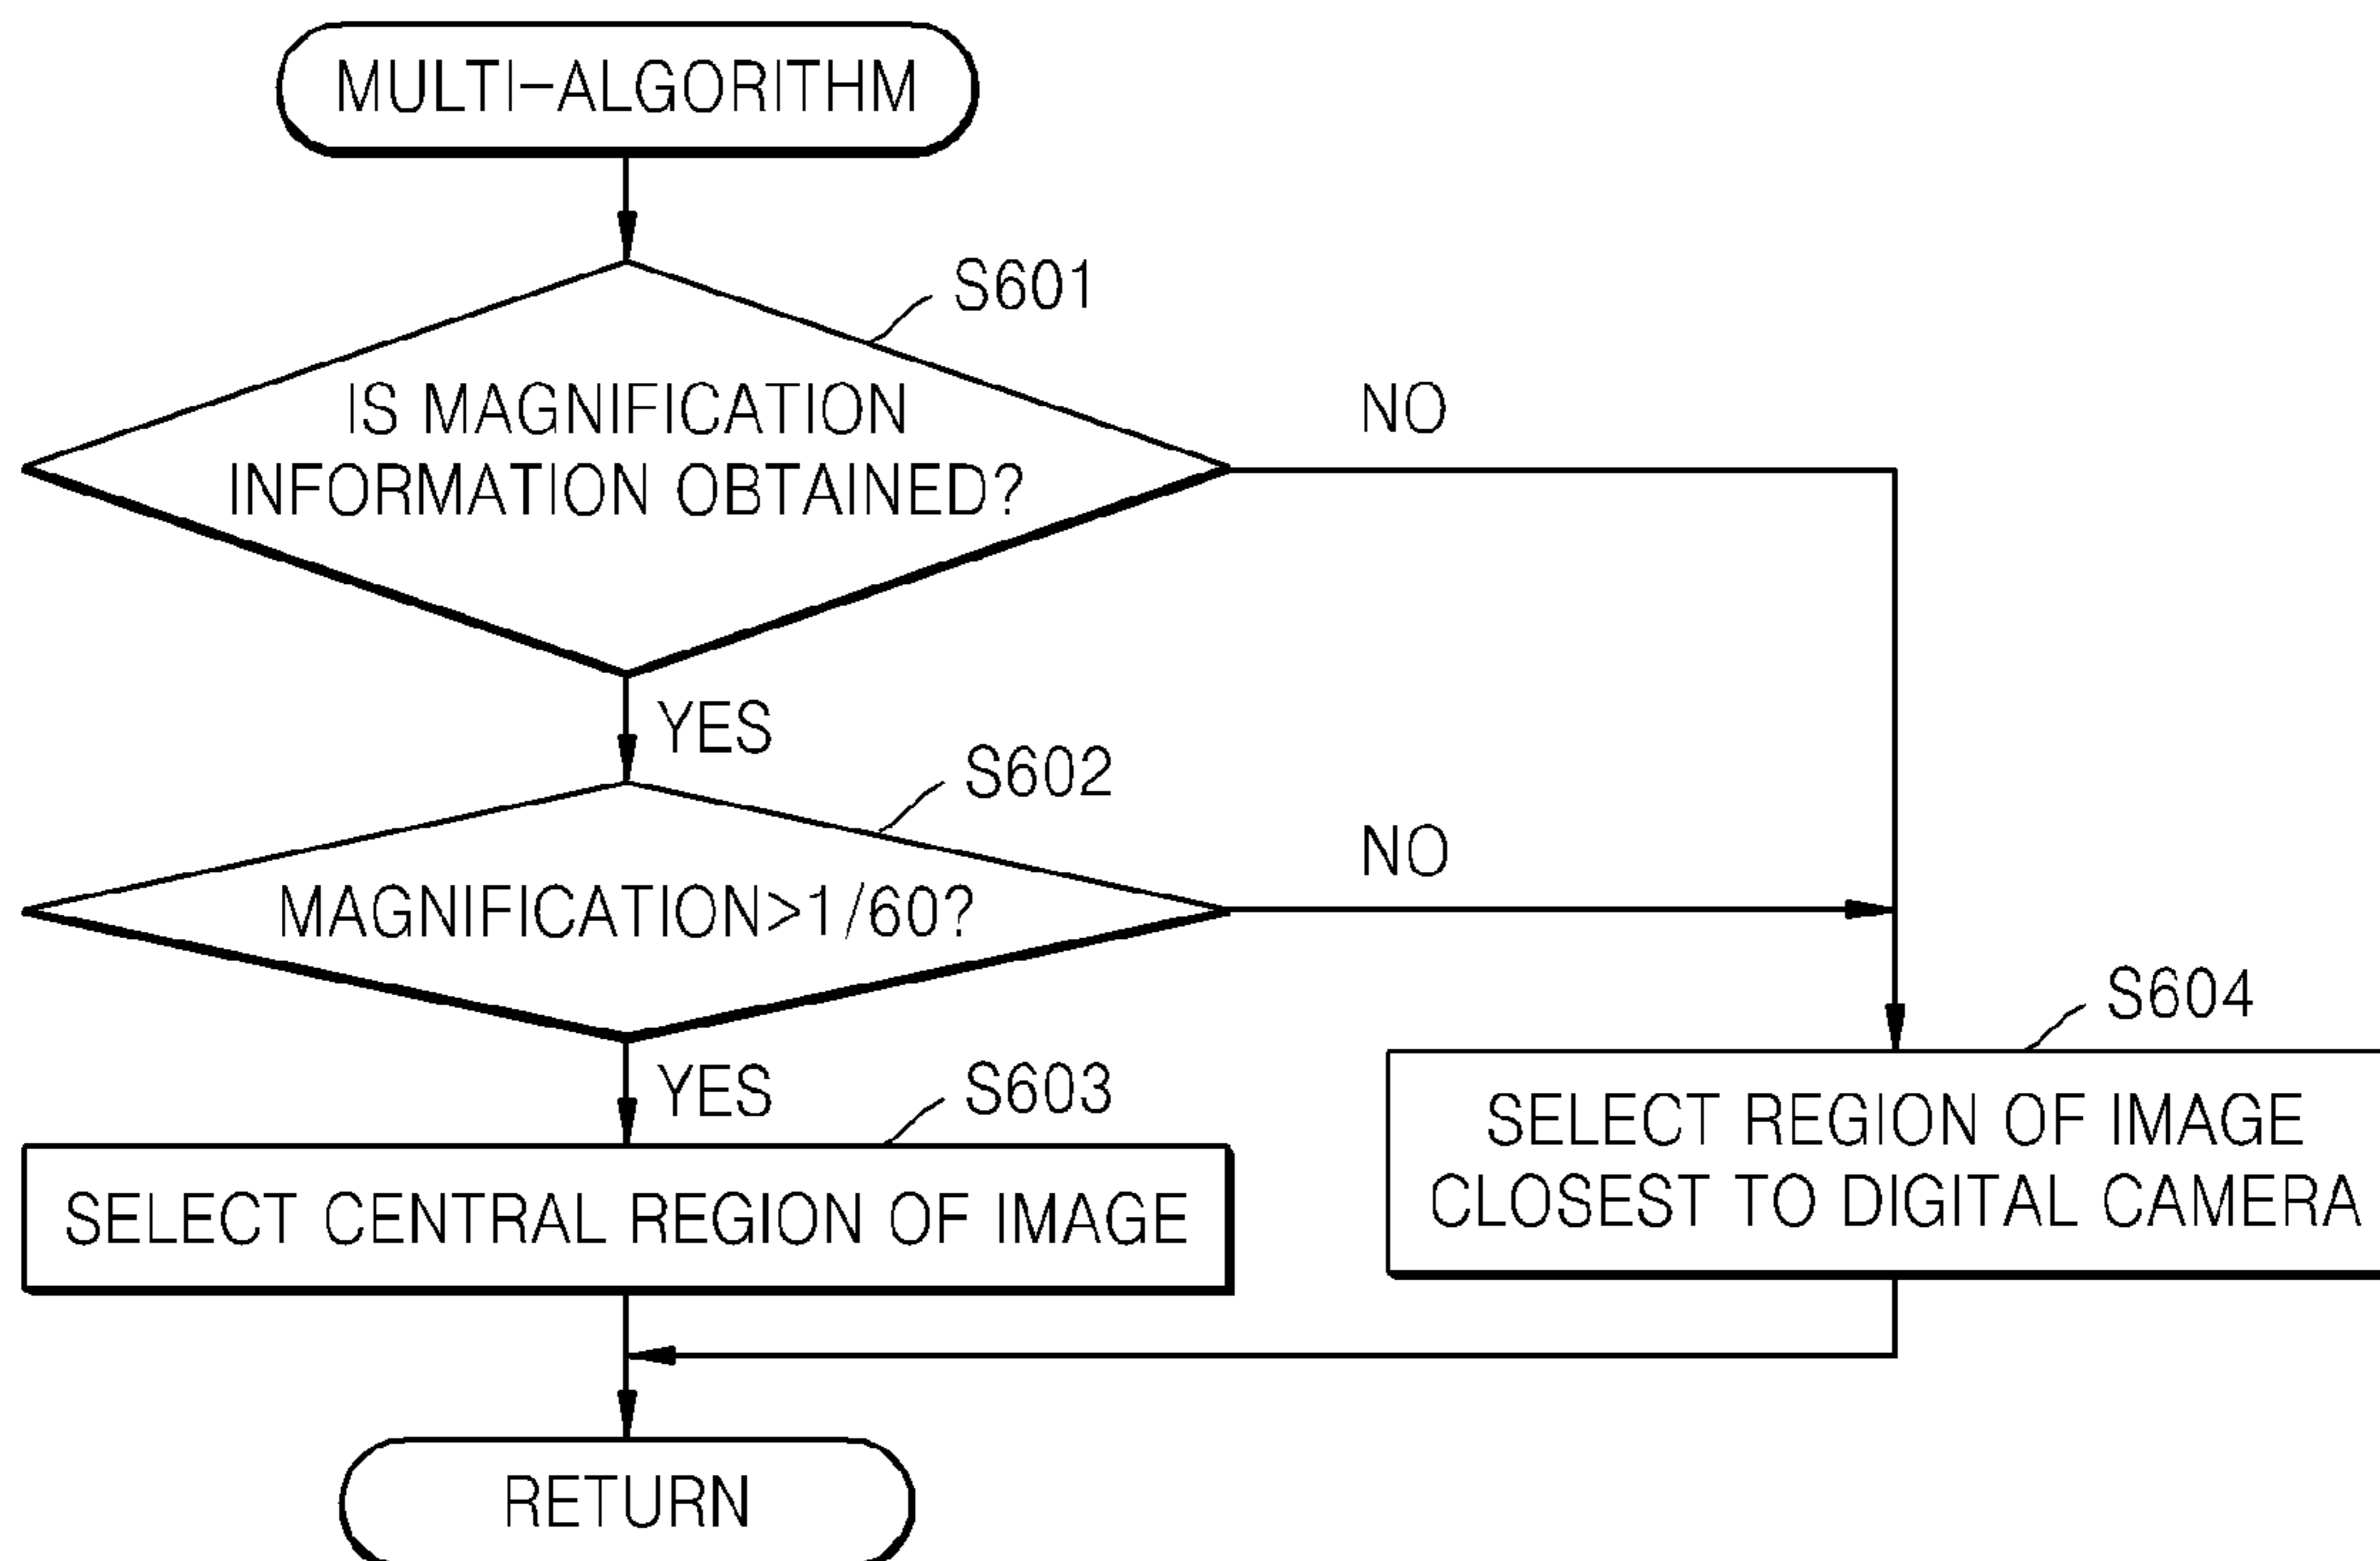 MULTI-ALGORITHM
S601
IS MAGNIFICATION
INFORMATION OBTAINED?
NO
YES
S602
MAGNIFICATION>1/60?
NO
YES
S603
SELECT CENTRAL REGION OF IMAGE
S604
SELECT REGION OF IMAGE
CLOSEST TO DIGITAL CAMERA
RETURN